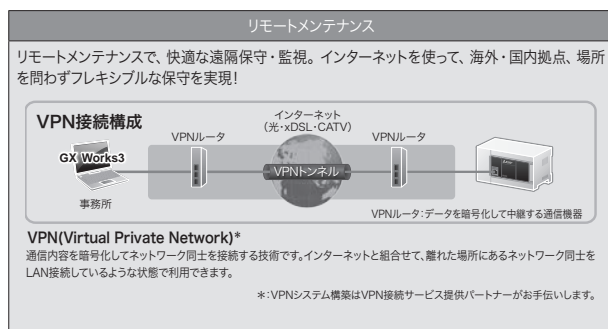 リモートメンテナンス
リモートメンテナンスで、快適な遠隔保守・監視。インターネットを使って、海外・国内拠点、場所
を問わずフレキシブルな保守を実現!
VPN接続構成
インターネット
(光・xDSL・CATV)
VPNルータ
VPNルータ
GX Works3
VPNトンネル
事務所
VPNルータ:データを暗号化して中継する通信機器
VPN(Virtual Private Network)*
通信内容を暗号化してネットワーク同士を接続する技術です。インターネットと組合せて、離れた場所にあるネットワーク同士を
LAN接続しているような状態で利用できます。
*:VPNシステム構築はVPN接続サービス提供パートナーがお手伝いします。